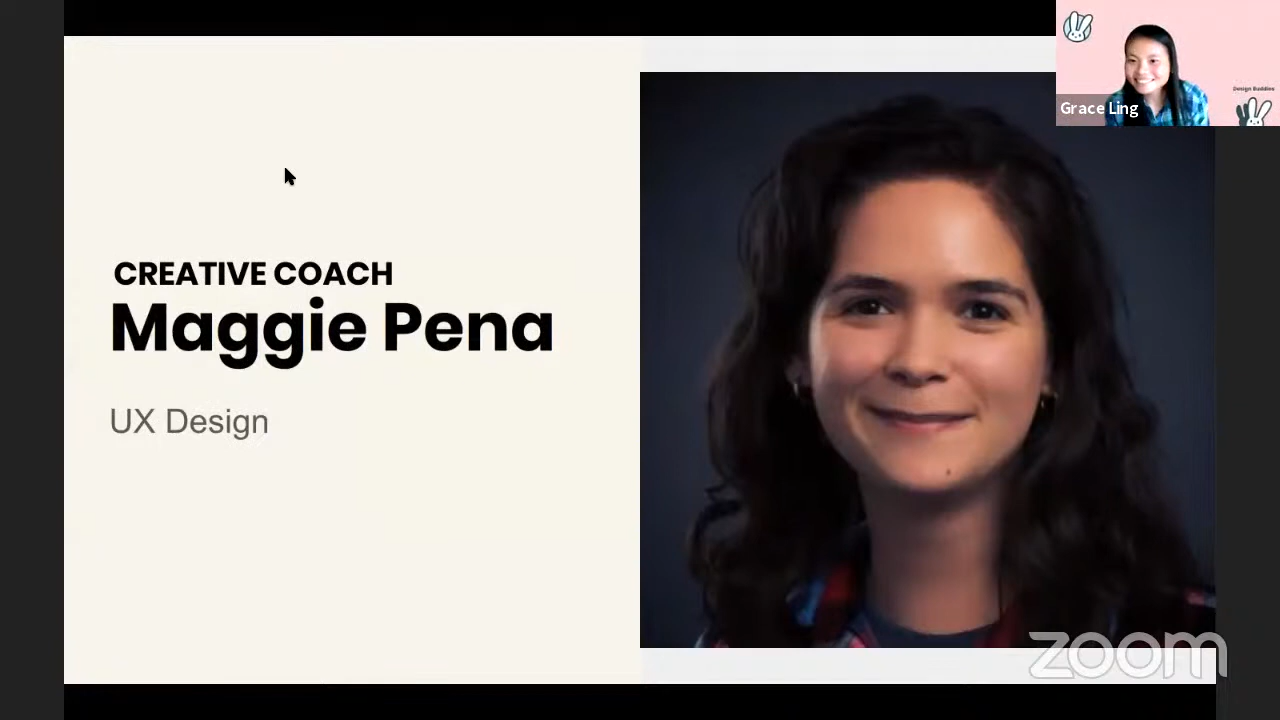 CREATIVE COACH
Maggie Pena
UX Design
Grace Ling
Design Buddies
zoom